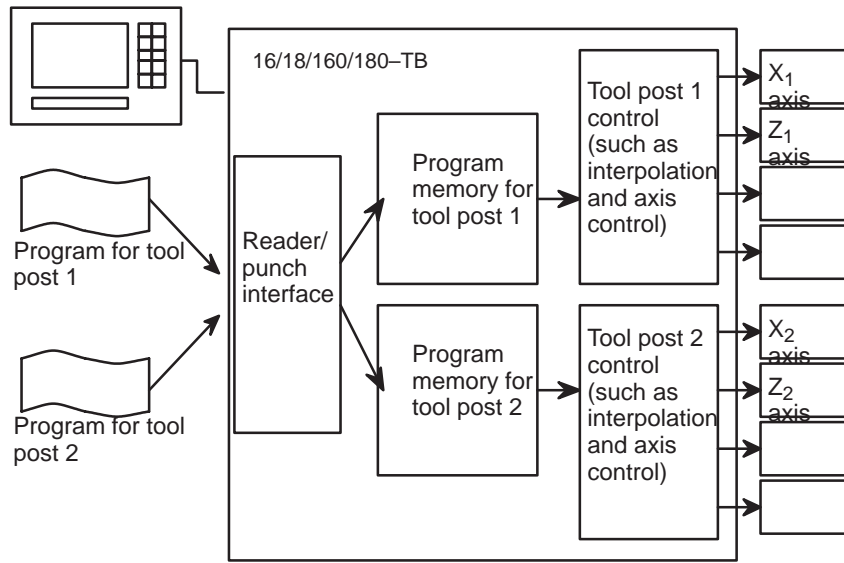 16/18/160/180–TB
Program for tool
post 1
Program for tool
post 2
Reader/
punch
interface
Program
memory for
tool post 1
Program
memory for
tool post 2
Tool post 1
control
(such as
interpolation
and axis
control)
Tool post 2
control
(such as
interpolation
and axis
control)
X1
axis
Z1
axis
X2
axis
Z2
axis